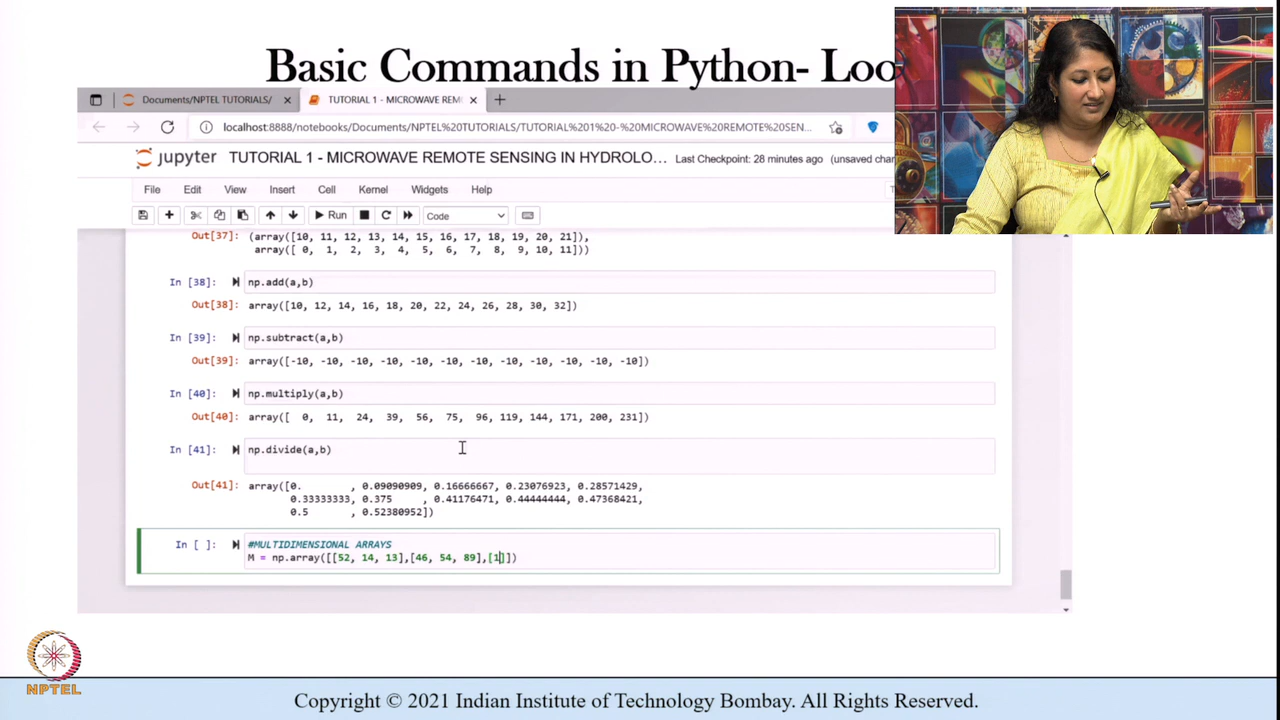 Basic Commands in Python- Loo
Documents/NPTEL TUTORIALS/
TUTORIAL 1 - MICROWAVE REM
localhost:8888/notebooks/Documents/NPTEL%20TUTORIALS/TUTORIAL%201%20-%20MICROWAVE%20REMOTE%20SEN...
jupyter TUTORIAL 1 - MICROWAVE REMOTE SENSING IN HYDROLO... Last Checkpoint: 28 minutes ago (unsaved chan
File Edit View Insert Cell Kernel Widgets Help
Run Code
Out[37]: (array([10, 11, 12, 13, 14, 15, 16, 17, 18, 19, 20, 21]),
array([ 0, 1, 2, 3, 4, 5, 6, 7, 8, 9, 10, 11]))
In [38]: np.add(a,b)
Out[38]: array([10, 12, 14, 16, 18, 20, 22, 24, 26, 28, 30, 32])
In [39]: np.subtract(a,b)
Out[39]: array([-10, -10, -10, -10, -10, -10, -10, -10, -10, -10, -10, -10])
In [40]: np.multiply(a,b)
Out[40]: array([ 0, 11, 24, 39, 56, 75, 96, 119, 144, 171, 200, 231])
In [41]: np.divide(a,b)
Out[41]: array([0. , 0.09090909, 0.16666667, 0.23076923, 0.28571429,
0.33333333, 0.375 , 0.41176471, 0.44444444, 0.47368421,
0.5 , 0.52380952])
In [ ]: #MULTIDIMENSIONAL ARRAYS
M = np.array([[52, 14, 13],[46, 54, 89],[1]])
NPTEL
Copyright © 2021 Indian Institute of Technology Bombay. All Rights Reserved.